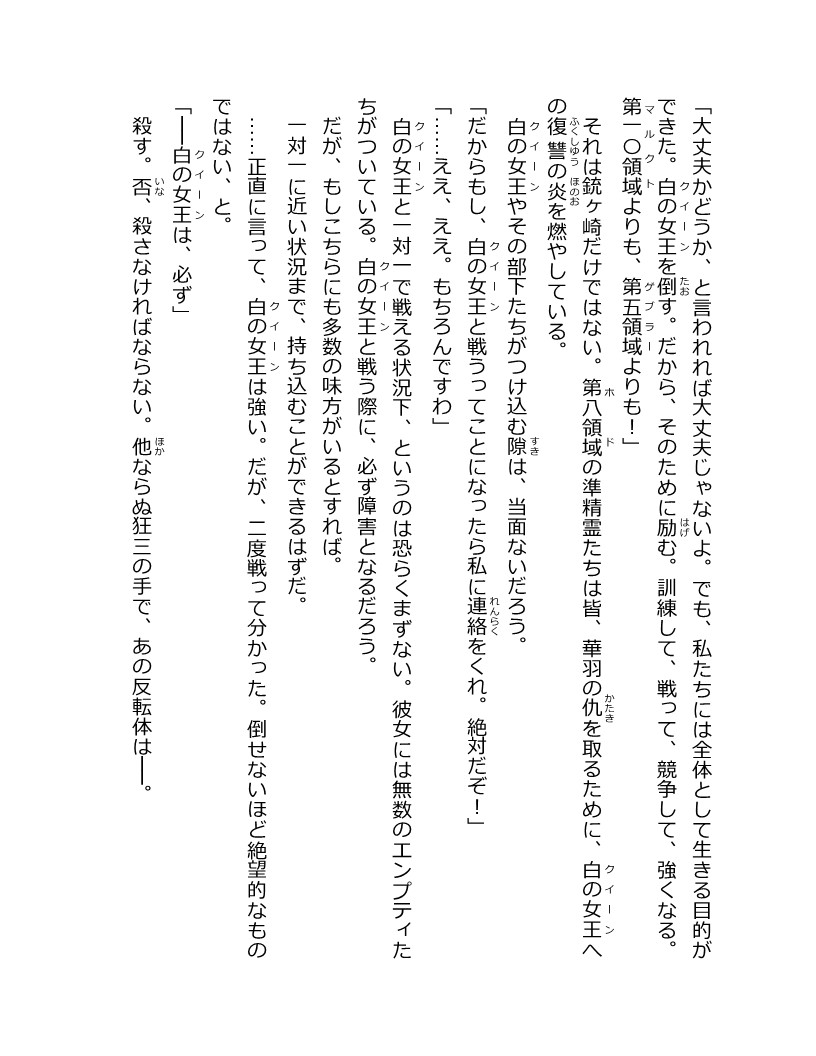 「大丈夫かどうか、と言われれば大丈夫じゃないよ。でも、私たちには全体として生きる目的が
できた。白の女王を倒す。だから、そのために励む。訓練して、戦って、競争して、強くなる。
第一〇領域よりも、第五領域よりも！」
それは銃ヶ崎だけではない。第八領域の準精霊たちは皆、華羽の仇を取るために、白の女王へ
の復讐の炎を燃やしている。
白の女王やその部下たちがつけ込む隙は、当面ないだろう。
「だからもし、白の女王と戦うってことになったら私に連絡をくれ。絶対だぞ！」
「……ええ、ええ。もちろんですわ」
白の女王と一対一で戦える状況下、というのは恐らくまずない。彼女には無数のエンプティた
ちがついている。白の女王と戦う際に、必ず障害となるだろう。
だが、もしこちらにも多数の味方がいるとすれば。
一対一に近い状況まで、持ち込むことができるはずだ。
……正直に言って、白の女王は強い。だが、二度戦って分かった。倒せないほど絶望的なもの
ではない、と。
「――白の女王は、必ず」
殺す。否、殺さなければならない。他ならぬ狂三の手で、あの反転体は――。